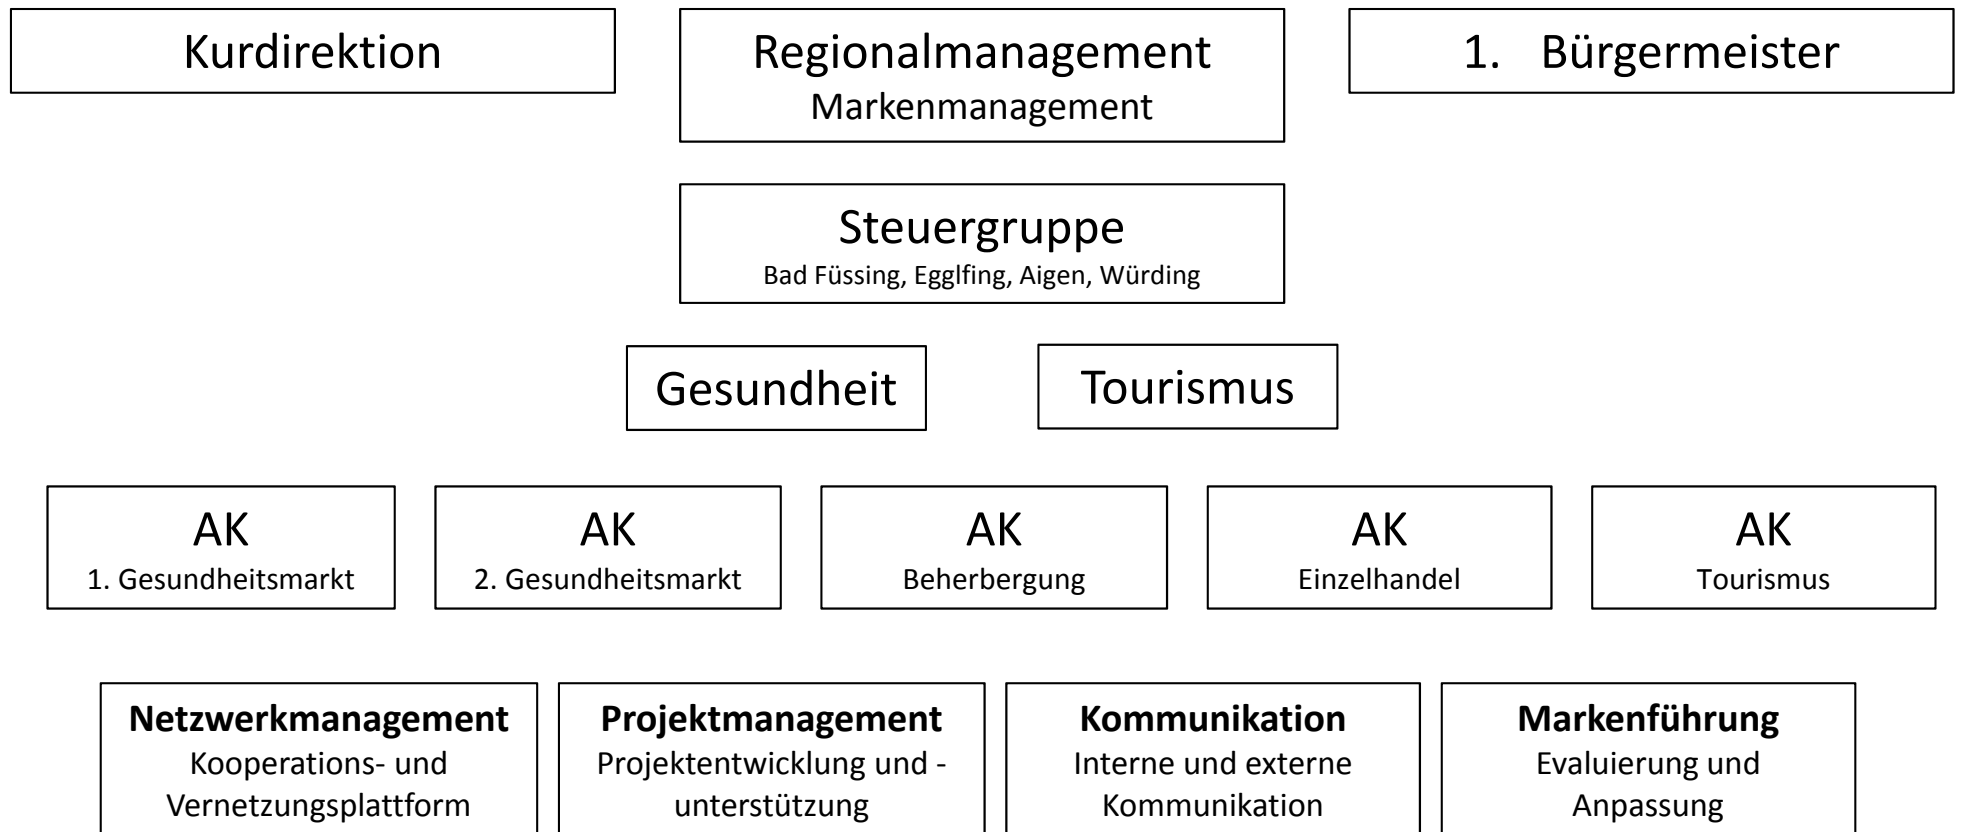 Kurdirektion
Regionalmanagement
Markenmanagement
1. Bürgermeister
Steuergruppe
Bad Füssing, Egglfing, Aigen, Würding
Gesundheit
Tourismus
AK
1. Gesundheitsmarkt
AK
2. Gesundheitsmarkt
AK
Beherbergung
AK
Einzelhandel
AK
Tourismus
Netzwerkmanagement
Kooperations- und
Vernetzungsplattform
Projektmanagement
Projektentwicklung und -
unterstützung
Kommunikation
Interne und externe
Kommunikation
Markenführung
Evaluierung und
Anpassung